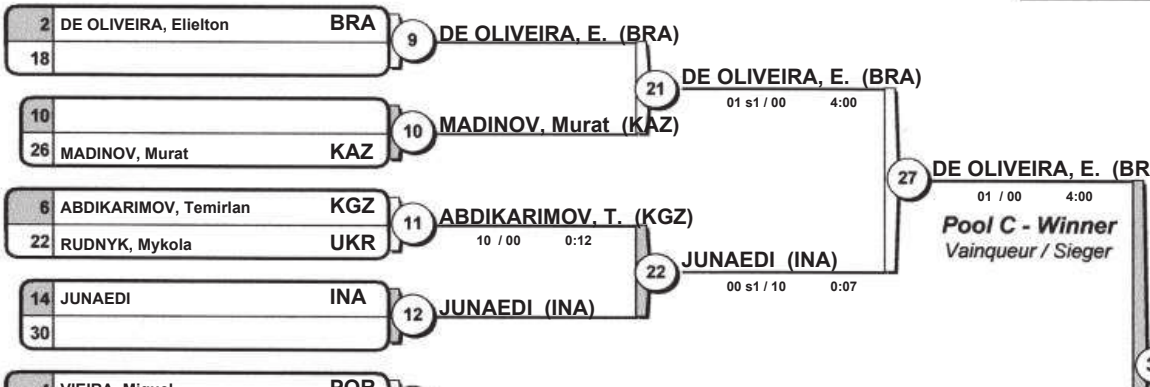 2 DE OLIVEIRA, Elielton BRA
18
9
DE OLIVEIRA, E. (BRA)
10
26 MADINOV, Murat KAZ
10
MADINOV, Murat (KAZ)
21
DE OLIVEIRA, E. (BRA)
01 s1 / 00 4:00
6 ABDIKARIMOV, Temirlan KGZ
22 RUDNYK, Mykola UKR
11
ABDIKARIMOV, T. (KGZ)
10 / 00 0:12
14 JUNAEDI INA
30
12
JUNAEDI (INA)
22
JUNAEDI (INA)
00 s1 / 10 0:07
27
DE OLIVEIRA, E. (BR
01 / 00 4:00
Pool C - Winner
Vainqueur / Sieger
VIEIRA, Miguel POR